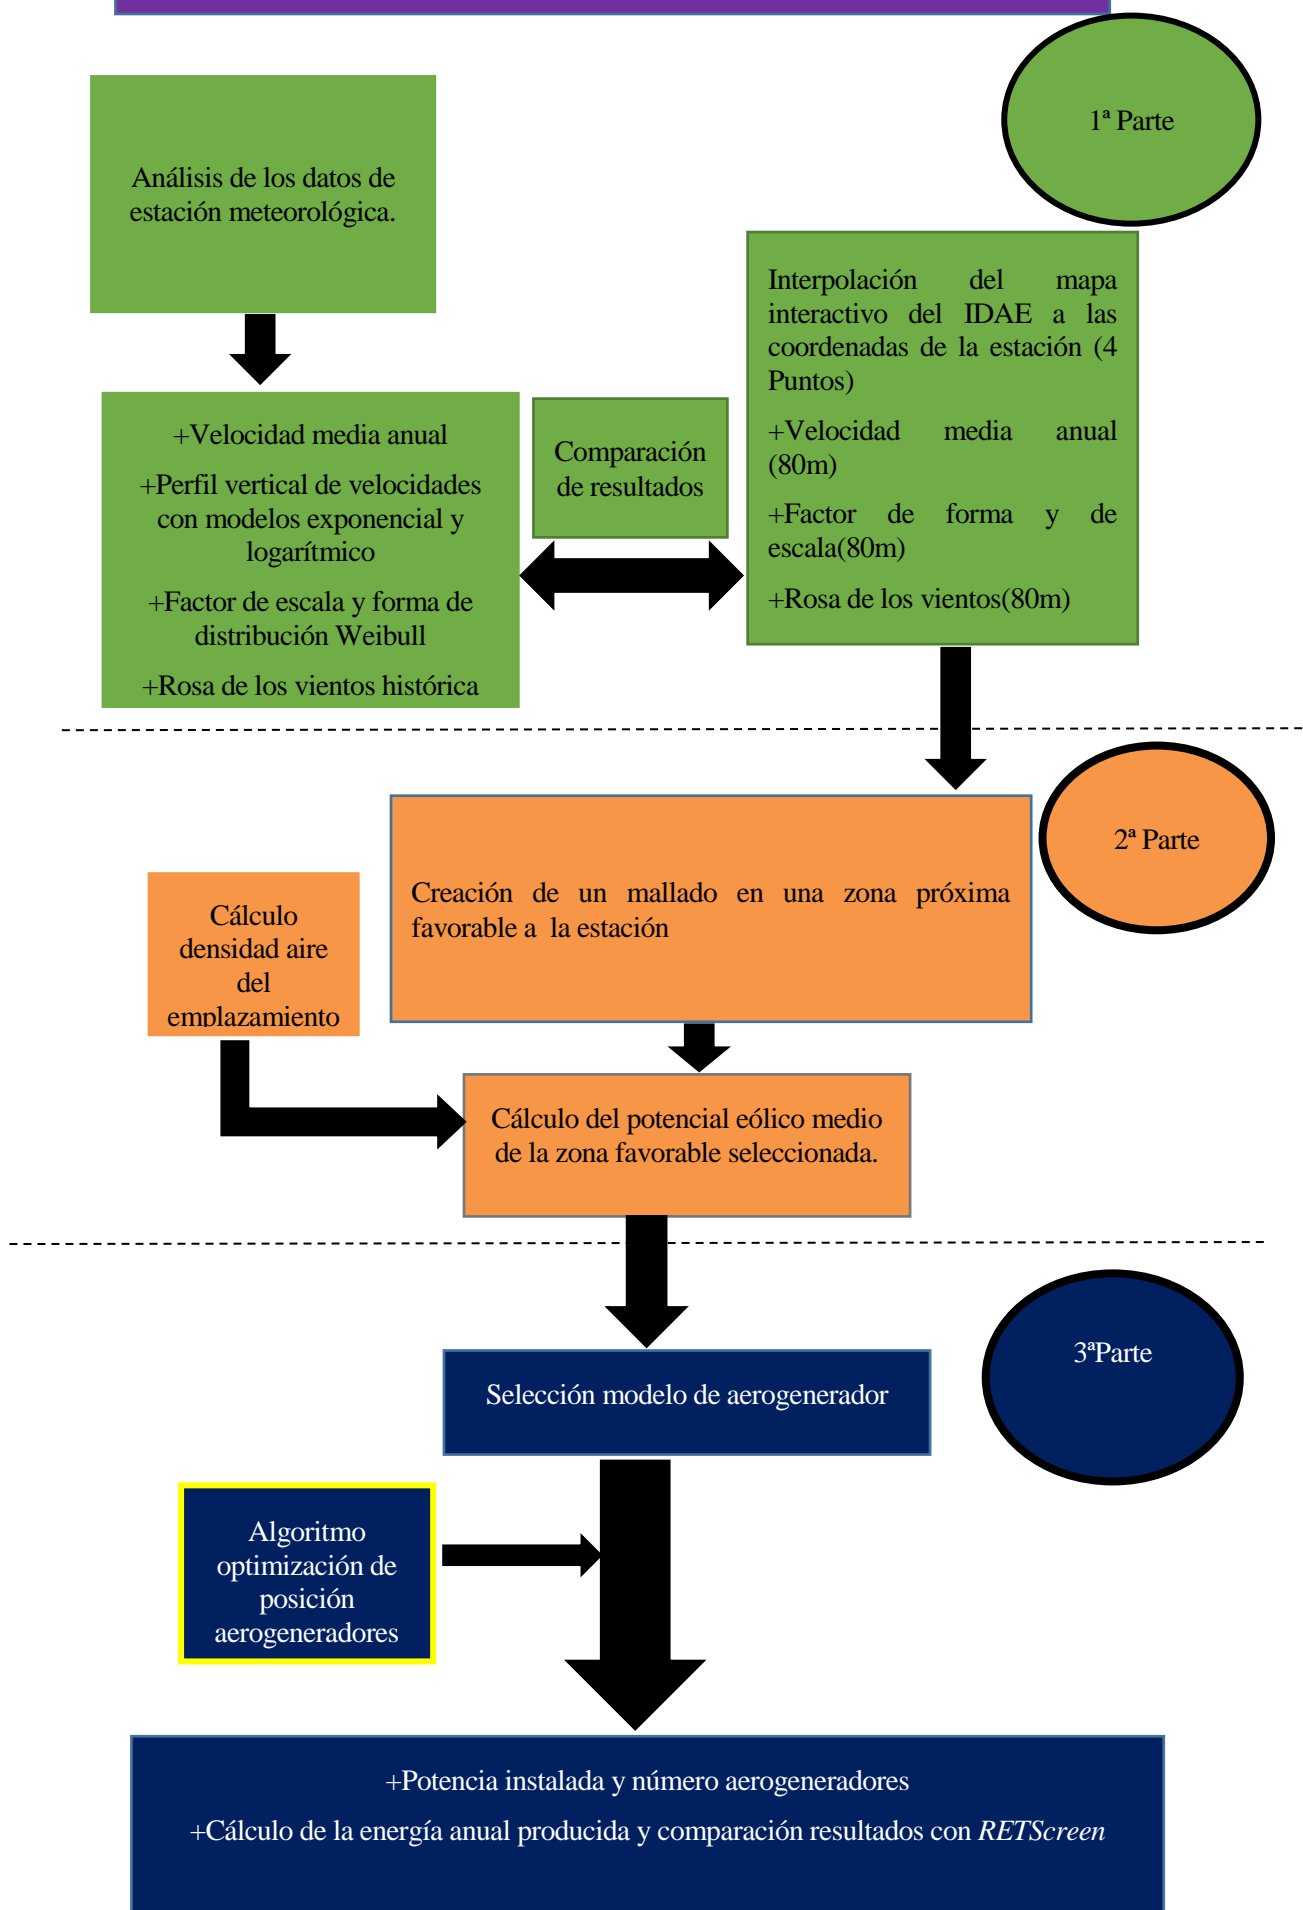 1ª Parte
Análisis de los datos de
estación meteorológica.
Interpolación del mapa
interactivo del IDAE a las
coordenadas de la estación (4
Puntos)
+Velocidad media anual
(80m)
+Factor de forma y de
escala(80m)
+Rosa de los vientos(80m)
Comparación
de resultados
+Velocidad media anual
+Perfil vertical de velocidades
con modelos exponencial y
logarítmico
+Factor de escala y forma de
distribución Weibull
+Rosa de los vientos histórica
2ª Parte
Creación de un mallado en una zona próxima
favorable a la estación
Cálculo
densidad aire
del
emplazamiento
Cálculo del potencial eólico medio
de la zona favorable seleccionada.
3ªParte
Selección modelo de aerogenerador
Algoritmo
optimización de
posición
aerogeneradores
+Potencia instalada y número aerogeneradores
+Cálculo de la energía anual producida y comparación resultados con RETScreen